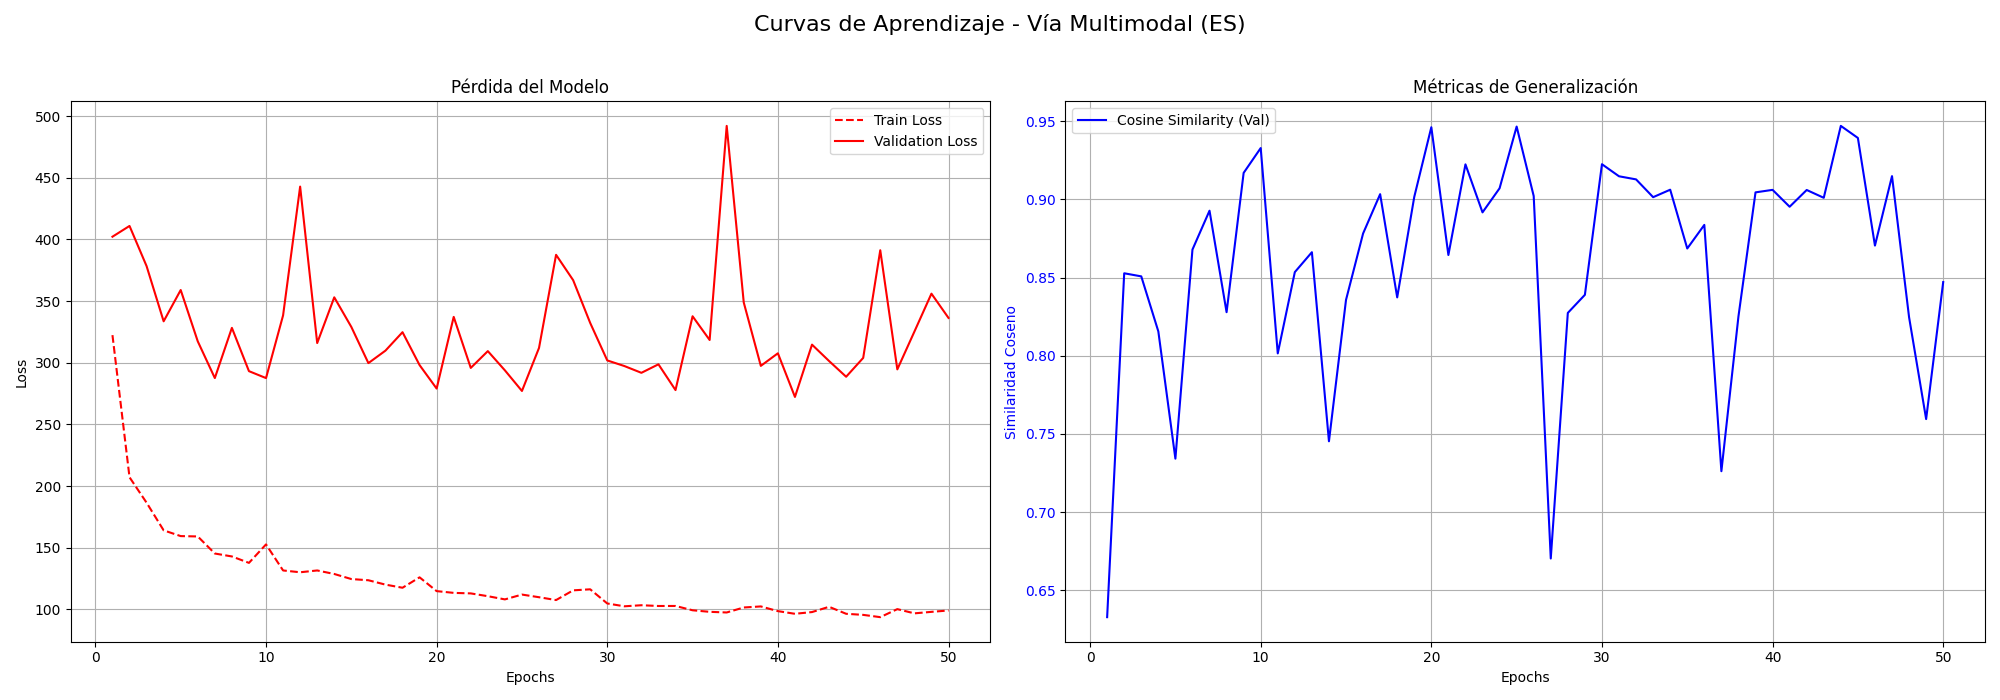 Curvas de Aprendizaje - Vía Multimodal (ES)
Pérdida del Modelo
Train Loss
Validation Loss
500
450
400
350
300
250
200
150
100
Loss
0
10
20
30
40
50
Epochs
Métricas de Generalización
Cosine Similarity (Val)
0.95
0.90
0.85
0.80
0.75
0.70
0.65
Similaridad Coseno
0
10
20
30
40
50
Epochs